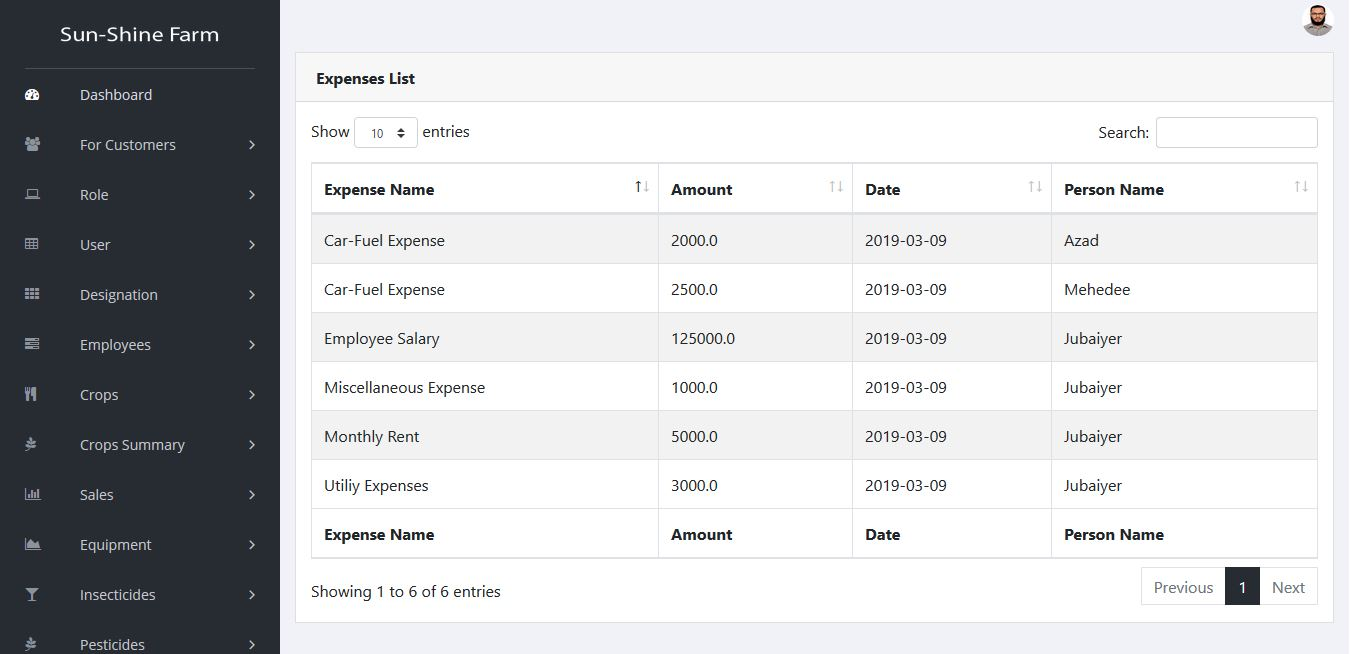 Sun-Shine Farm
Dashboard
For Customers
Role
User
Designation
Employees
Crops
Crops Summary
Sales
Equipment
Insecticides
Pesticides
Expenses List
Show 10 entries Search:
Expense Name Amount Date Person Name
Car-Fuel Expense 2000.0 2019-03-09 Azad
Car-Fuel Expense 2500.0 2019-03-09 Mehedee
Employee Salary 125000.0 2019-03-09 Jubaiyer
Miscellaneous Expense 1000.0 2019-03-09 Jubaiyer
Monthly Rent 5000.0 2019-03-09 Jubaiyer
Utiliy Expenses 3000.0 2019-03-09 Jubaiyer
Expense Name Amount Date Person Name
Showing 1 to 6 of 6 entries Previous 1 Next